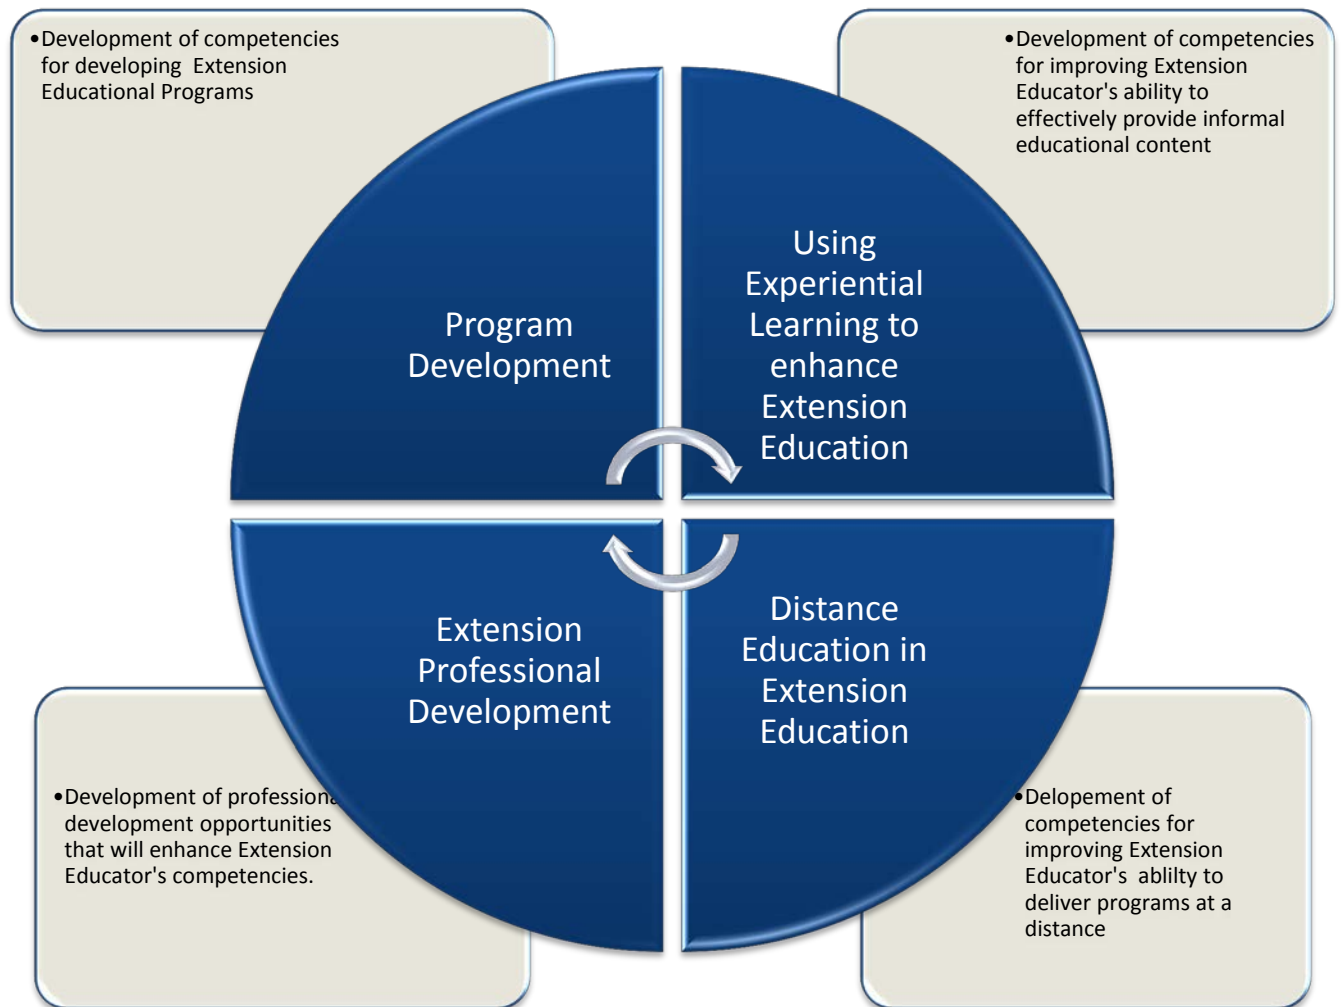 •Development of competencies
for developing Extension
Educational Programs
•Development of competencies
for improving Extension
Educator's ability to
effectively provide informal
educational content
Program
Development
Using
Experiential
Learning to
enhance
Extension
Education
Extension
Professional
Development
Distance
Education in
Extension
Education
•Development of professiona
development opportunities
that will enhance Extension
Educator's competencies.
•Delopement of
competencies for
improving Extension
Educator's ablilty to
deliver programs at a
distance